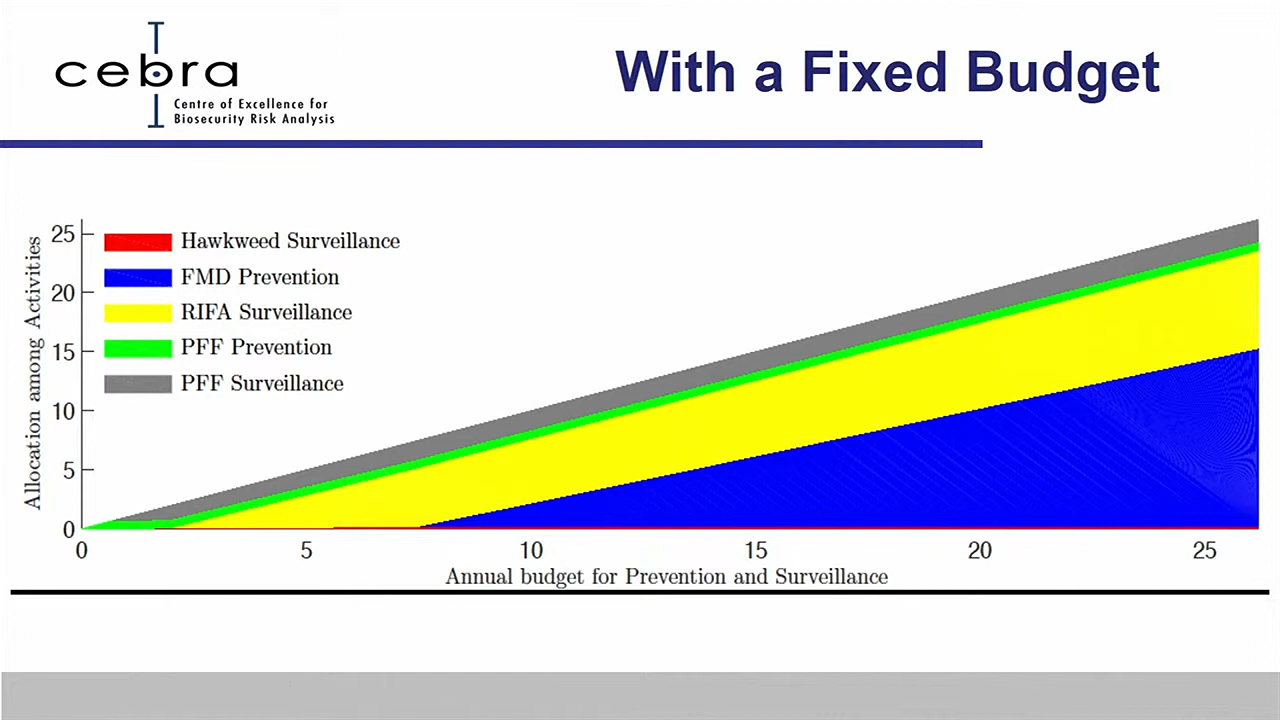 cebra
Centre of Excellence for
Biosecurity Risk Analysis
With a Fixed Budget
Allocation among Activities
25
20
15
10
5
0
Hawkweed Surveillance
FMD Prevention
RIFA Surveillance
PFF Prevention
PFF Surveillance
0 5 10 15 20 25
Annual budget for Prevention and Surveillance